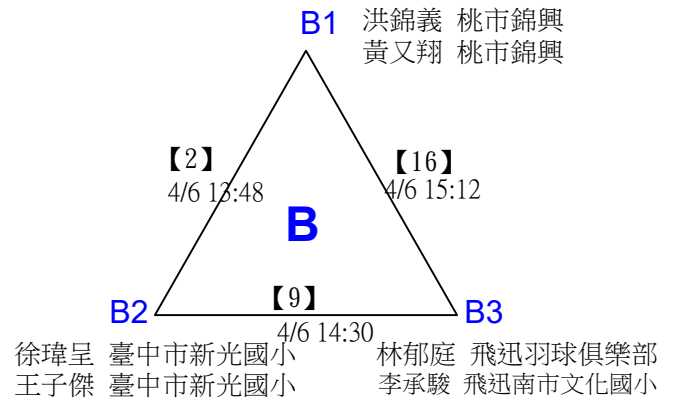 B1
洪錦義 桃市錦興
黃又翔 桃市錦興
【2】
4/6 13:48
【16】
4/6 15:12
B
【9】
4/6 14:30
B2
B3
徐瑋呈 臺中市新光國小
王子傑 臺中市新光國小
林郁庭 飛迅羽球俱樂部
李承駿 飛迅南市文化國小